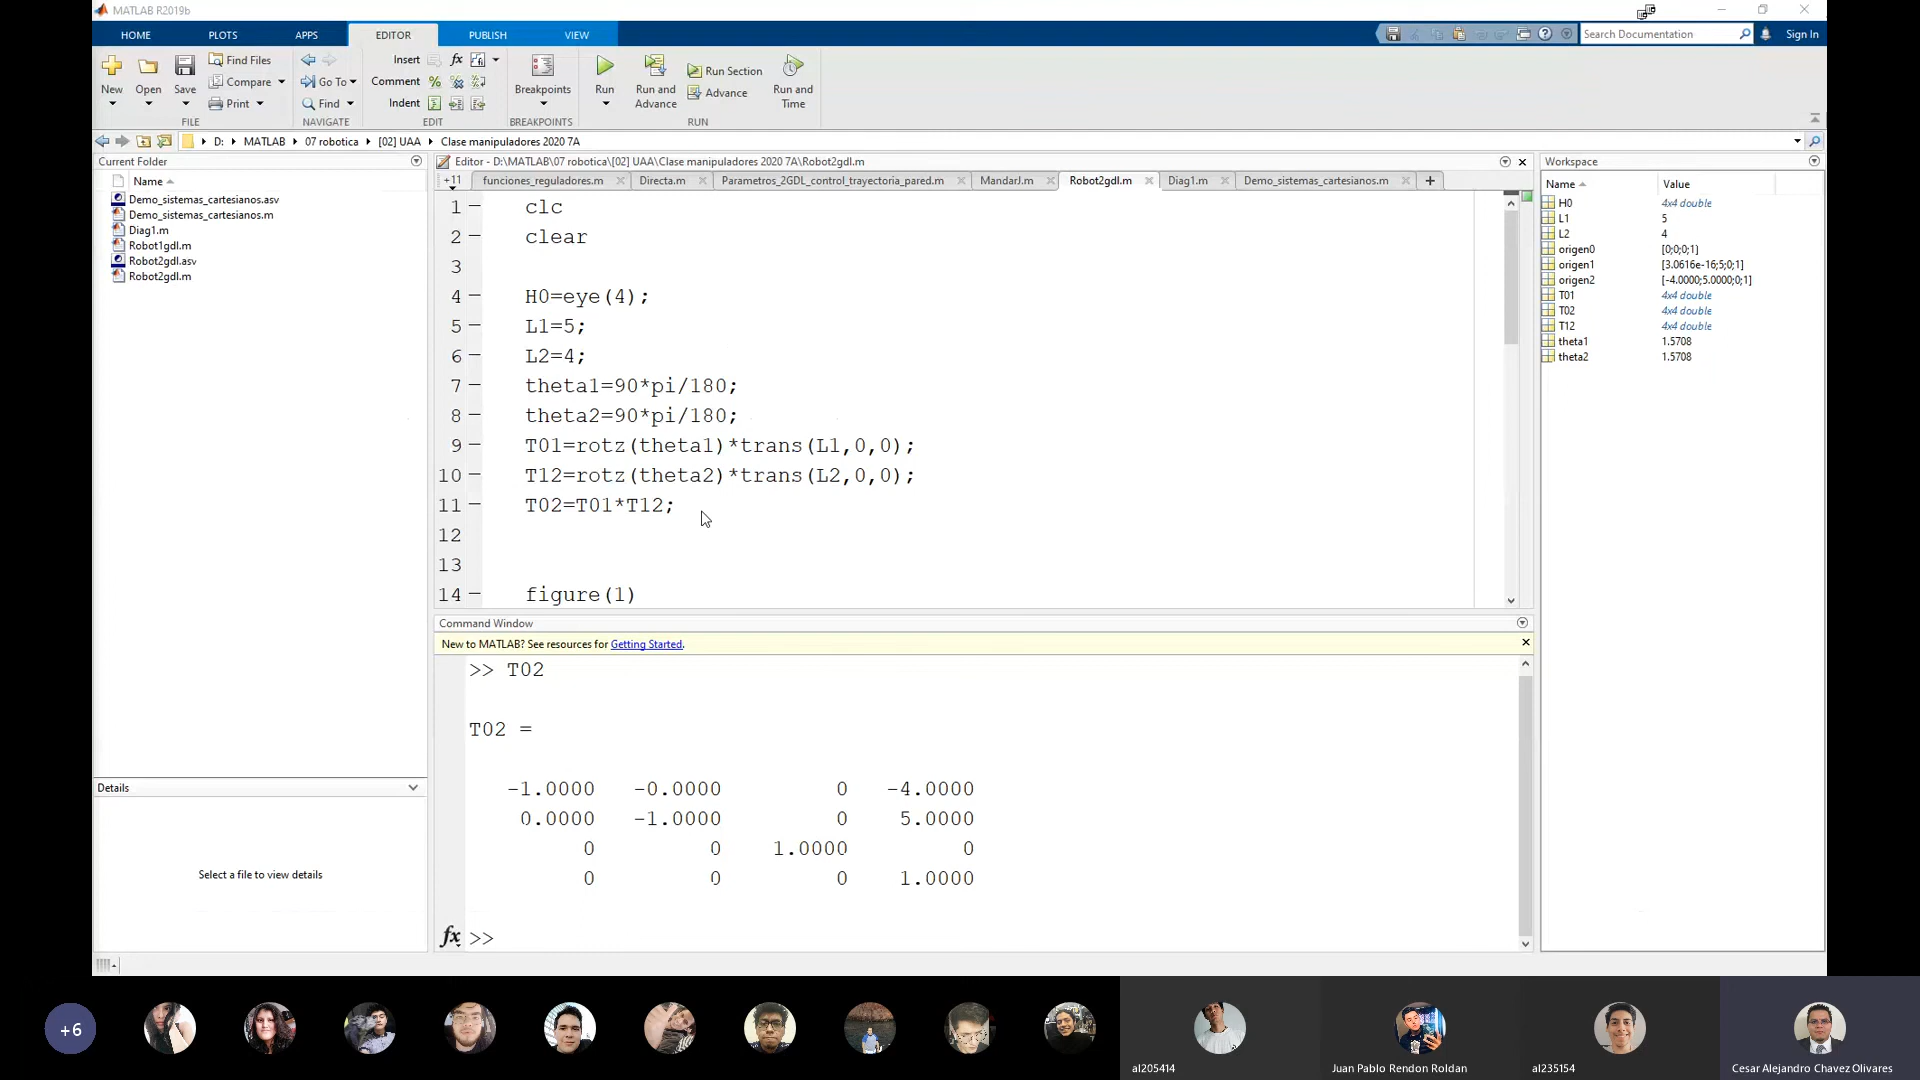 MATLAB R2019b
HOME PLOTS APPS EDITOR PUBLISH VIEW
Search Documentation
Sign In
New Open Save
Find Files
Compare
Print
FILE
Go To
Find
NAVIGATE
Insert
Comment
Indent
EDIT
Breakpoints
BREAKPOINTS
Run
Run and Advance
Run Section
Advance
Run and Time
RUN
D: MATLAB 07 robotica [02] UAA Clase manipuladores 2020 7A
Current Folder
Name
Demo_sistemas_cartesianos.asv
Demo_sistemas_cartesianos.m
Diag1.m
Robot1gdl.m
Robot2gdl.asv
Robot2gdl.m
Details
Select a file to view details
Editor - D:\MATLAB\07 robotica\[02] UAA\Clase manipuladores 2020 7A\Robot2gdl.m
+11 funciones_reguladores.m Directa.m Parametros_2GDL_control_trayectoria_pared.m MandarJ.m Robot2gdl.m Diag1.m Demo_sistemas_cartesianos.m
1 clc
2 clear
3
4 H0=eye(4);
5 L1=5;
6 L2=4;
7 theta1=90*pi/180;
8 theta2=90*pi/180;
9 T01=rotz(theta1)*trans(L1,0,0);
10 T12=rotz(theta2)*trans(L2,0,0);
11 T02=T01*T12;
12
13
14 figure(1)
Command Window
New to MATLAB? See resources for Getting Started.
>> T02
T02 =
-1.0000 -0.0000 0 -4.0000
0.0000 -1.0000 0 5.0000
0 0 1.0000 0
0 0 0 1.0000
fx >>
Workspace
Name Value
H0 4x4 double
L1 5
L2 4
origen0 [0;0;0;1]
origen1 [3.0616e-16;5;0;1]
origen2 [-4.0000;5.0000;0;1]
T01 4x4 double
T02 4x4 double
T12 4x4 double
theta1 1.5708
theta2 1.5708
+6
al205414
Juan Pablo Rendon Roldan
al235154
Cesar Alejandro Chavez Olivares